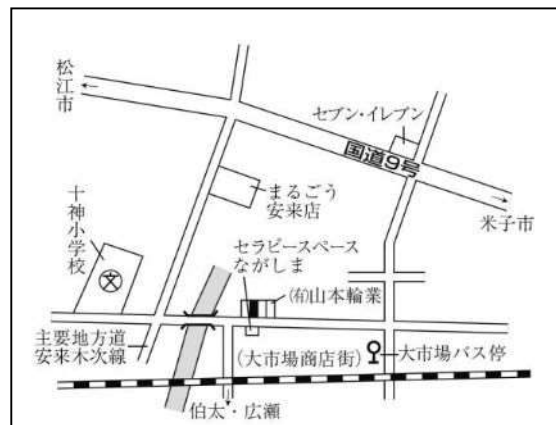 松江市
セブン・イレブン
国道9号
米子市
まるごう
安来店
十神小学校
文
セラピースペース
ながしま
㈲山本輪業
主要地方道
安来木次線
(大市場商店街)
大市場バス停
伯太・広瀬